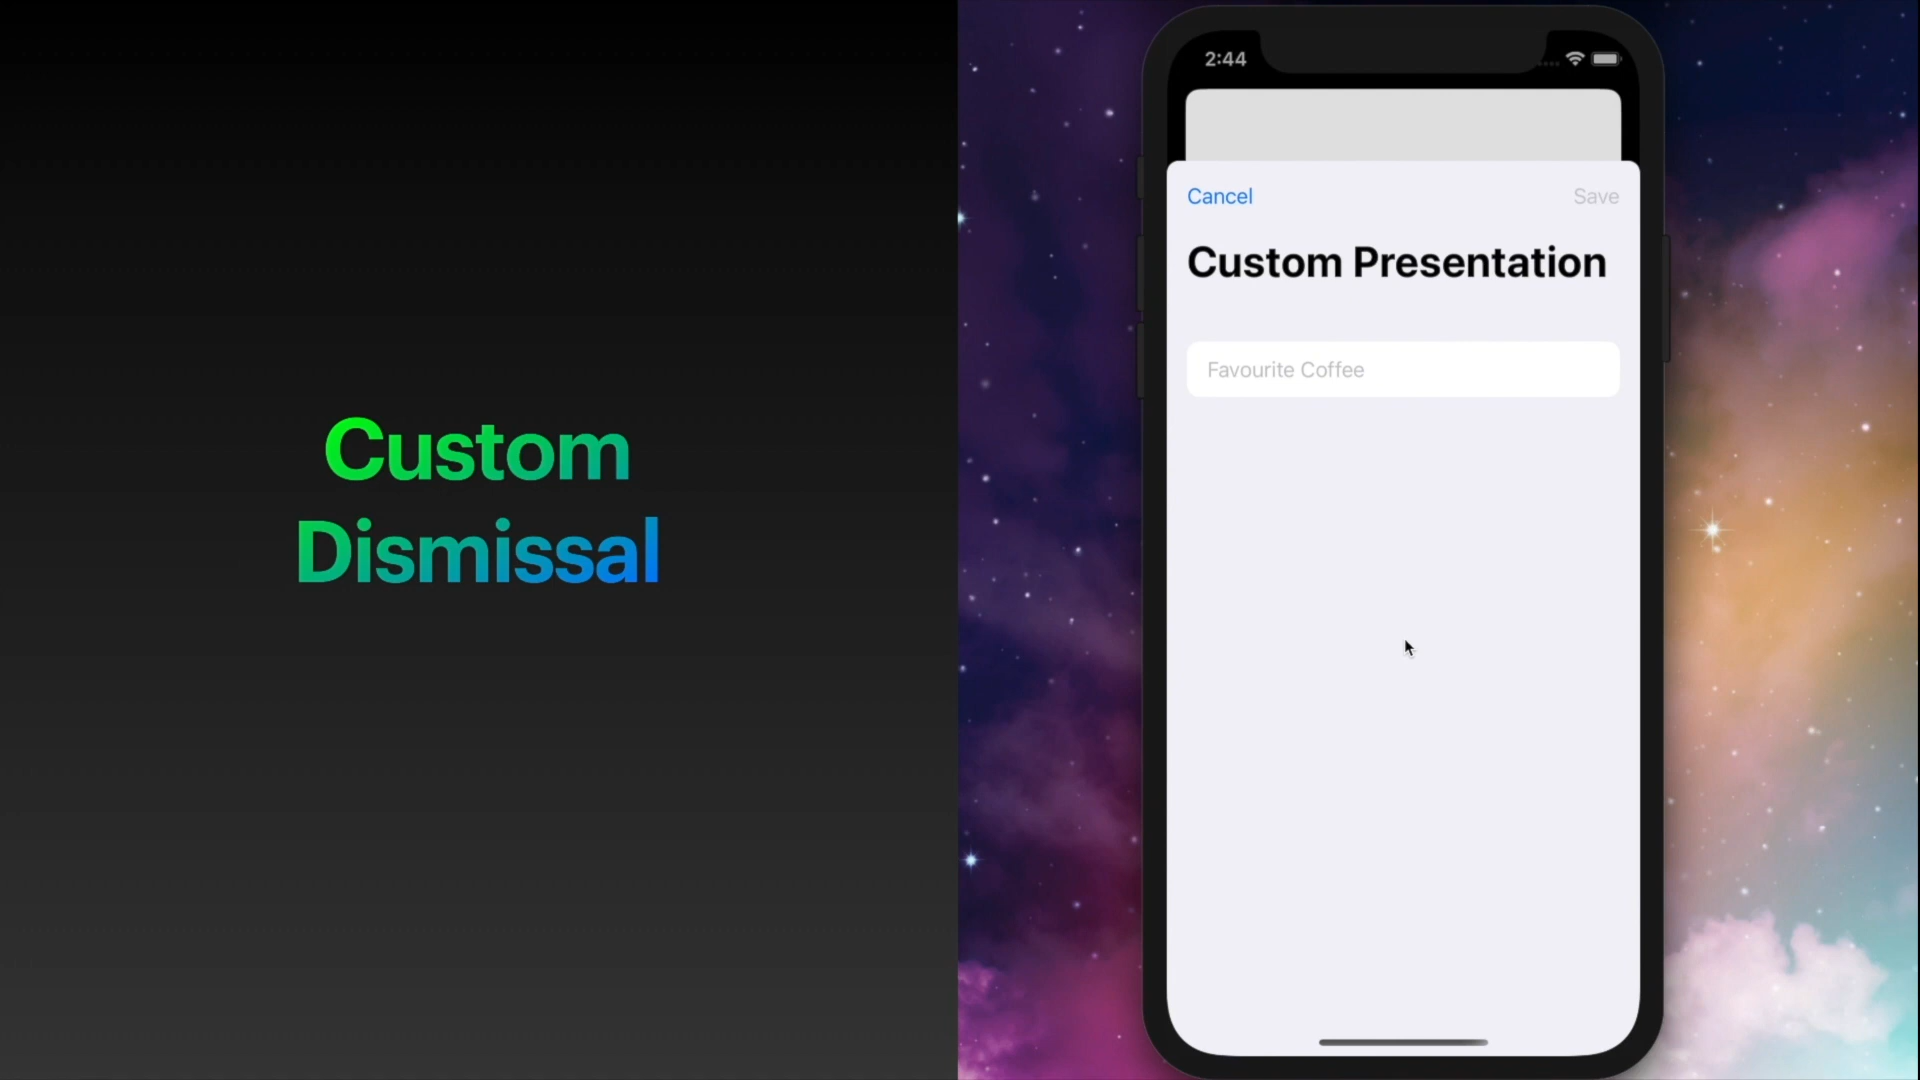 Custom
Dismissal
2:44
Cancel
Save
Custom Presentation
Favourite Coffee